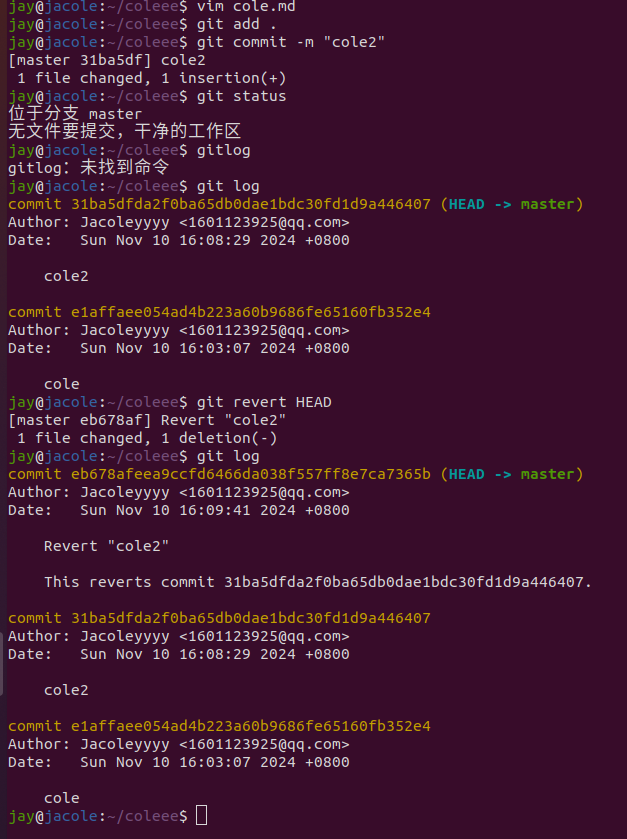 jay@jacole:~/coleee$ vim cole.md
jay@jacole:~/coleee$ git add .
jay@jacole:~/coleee$ git commit -m "cole2"
[master 31ba5df] cole2
 1 file changed, 1 insertion(+)
jay@jacole:~/coleee$ git status
位于分支 master
无文件要提交，干净的工作区
jay@jacole:~/coleee$ gitlog
gitlog：未找到命令
jay@jacole:~/coleee$ git log
commit 31ba5dfda2f0ba65db0dae1bdc30fd1d9a446407 (HEAD -> master)
Author: Jacoleyyyy <1601123925@qq.com>
Date:   Sun Nov 10 16:08:29 2024 +0800

    cole2

commit e1affaee054ad4b223a60b9686fe65160fb352e4
Author: Jacoleyyyy <1601123925@qq.com>
Date:   Sun Nov 10 16:03:07 2024 +0800

    cole
jay@jacole:~/coleee$ git revert HEAD
[master eb678af] Revert "cole2"
 1 file changed, 1 deletion(-)
jay@jacole:~/coleee$ git log
commit eb678afeea9ccfd6466da038f557ff8e7ca7365b (HEAD -> master)
Author: Jacoleyyyy <1601123925@qq.com>
Date:   Sun Nov 10 16:09:41 2024 +0800

    Revert "cole2"

    This reverts commit 31ba5dfda2f0ba65db0dae1bdc30fd1d9a446407.

commit 31ba5dfda2f0ba65db0dae1bdc30fd1d9a446407
Author: Jacoleyyyy <1601123925@qq.com>
Date:   Sun Nov 10 16:08:29 2024 +0800

    cole2

commit e1affaee054ad4b223a60b9686fe65160fb352e4
Author: Jacoleyyyy <1601123925@qq.com>
Date:   Sun Nov 10 16:03:07 2024 +0800

    cole
jay@jacole:~/coleee$